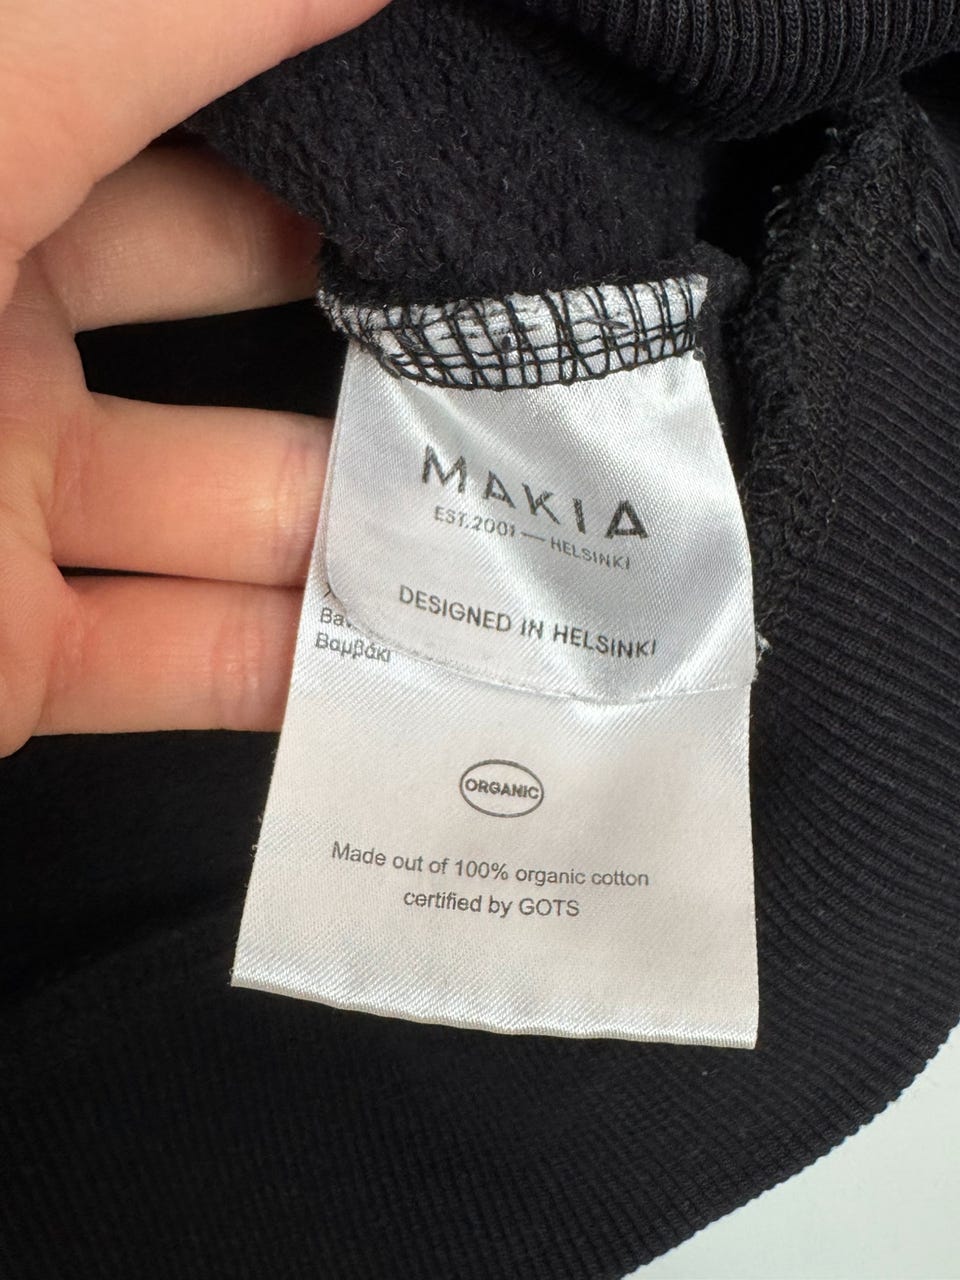 MAKIA
EST.2001 — HELSINKI
DESIGNED IN HELSINKI
Βαμβάκι
ORGANIC
Made out of 100% organic cotton
certified by GOTS